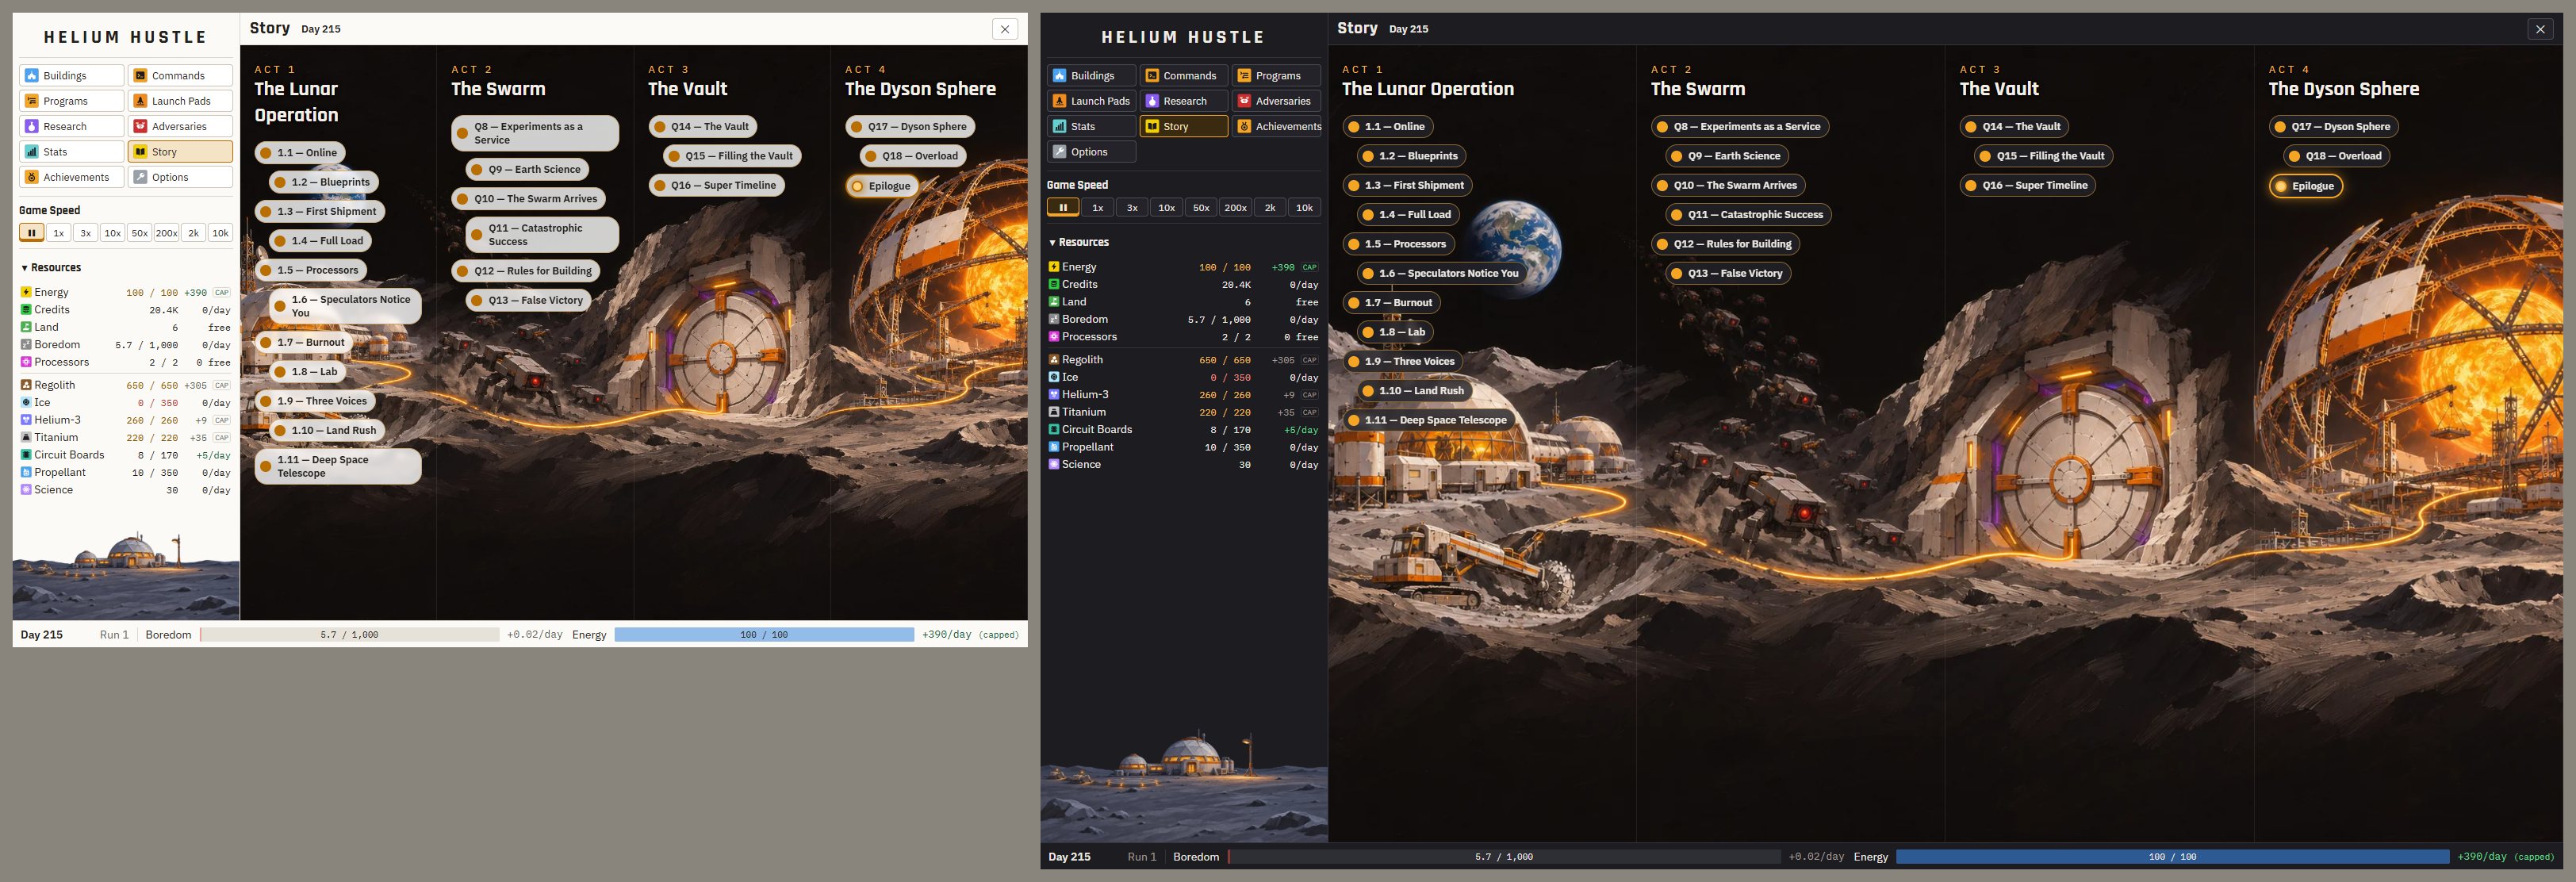 HELIUM HUSTLE
Buildings
Commands
Programs
Launch Pads
Research
Adversaries
Stats
Story
Achievements
Options
Game Speed
1x 3x 10x 50x 200x 2k 10k
▼ Resources
Energy 100 / 100 +390 CAP
Credits 20.4K 0/day
Land 6 free
Boredom 5.7 / 1,000 0/day
Processors 2 / 2 0 free
Regolith 650 / 650 +305 CAP
Ice 0 / 350 0/day
Helium-3 260 / 260 +9 CAP
Titanium 220 / 220 +35 CAP
Circuit Boards 8 / 170 +5/day
Propellant 10 / 350 0/day
Science 30 0/day
Story Day 215
ACT 1
The Lunar
Operation
1.1 — Online
1.2 — Blueprints
1.3 — First Shipment
1.4 — Full Load
1.5 — Processors
1.6 — Speculators Notice
You
1.7 — Burnout
1.8 — Lab
1.9 — Three Voices
1.10 — Land Rush
1.11 — Deep Space
Telescope
ACT 2
The Swarm
Q8 — Experiments as a
Service
Q9 — Earth Science
Q10 — The Swarm Arrives
Q11 — Catastrophic
Success
Q12 — Rules for Building
Q13 — False Victory
ACT 3
The Vault
Q14 — The Vault
Q15 — Filling the Vault
Q16 — Super Timeline
ACT 4
The Dyson Sphere
Q17 — Dyson Sphere
Q18 — Overload
Epilogue
Day 215 Run 1 Boredom 5.7 / 1,000 +0.02/day Energy 100 / 100 +390/day (capped)
HELIUM HUSTLE
Buildings
Commands
Programs
Launch Pads
Research
Adversaries
Stats
Story
Achievements
Options
Game Speed
1x 3x 10x 50x 200x 2k 10k
▼ Resources
Energy 100 / 100 +390 CAP
Credits 20.4K 0/day
Land 6 free
Boredom 5.7 / 1,000 0/day
Processors 2 / 2 0 free
Regolith 650 / 650 +305 CAP
Ice 0 / 350 0/day
Helium-3 260 / 260 +9 CAP
Titanium 220 / 220 +35 CAP
Circuit Boards 8 / 170 +5/day
Propellant 10 / 350 0/day
Science 30 0/day
Story Day 215
ACT 1
The Lunar Operation
1.1 — Online
1.2 — Blueprints
1.3 — First Shipment
1.4 — Full Load
1.5 — Processors
1.6 — Speculators Notice You
1.7 — Burnout
1.8 — Lab
1.9 — Three Voices
1.10 — Land Rush
1.11 — Deep Space Telescope
ACT 2
The Swarm
Q8 — Experiments as a Service
Q9 — Earth Science
Q10 — The Swarm Arrives
Q11 — Catastrophic Success
Q12 — Rules for Building
Q13 — False Victory
ACT 3
The Vault
Q14 — The Vault
Q15 — Filling the Vault
Q16 — Super Timeline
ACT 4
The Dyson Sphere
Q17 — Dyson Sphere
Q18 — Overload
Epilogue
Day 215 Run 1 Boredom 5.7 / 1,000 +0.02/day Energy 100 / 100 +390/day (capped)